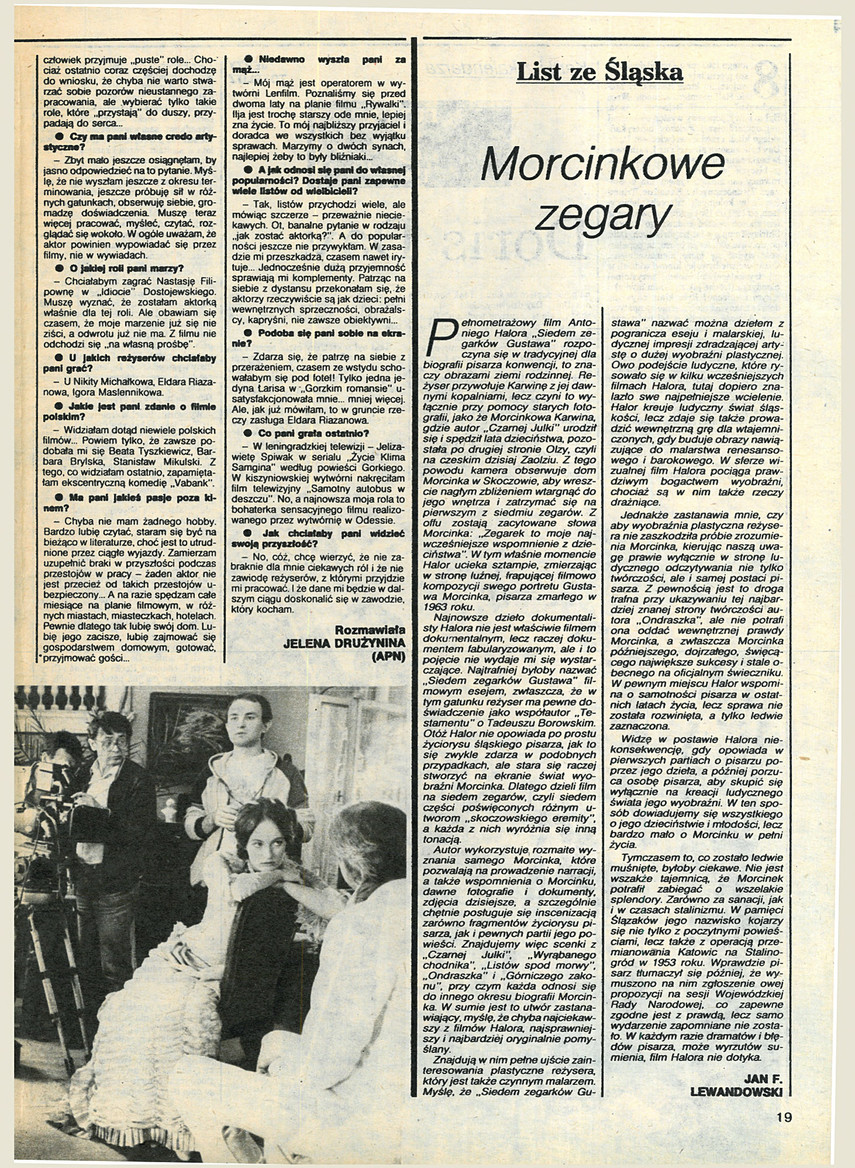 człowiek przyjmuje „puste” role... Cho-
ciaż ostatnio coraz częściej dochodzę
do wniosku, że chyba nie warto stwa-
rzać sobie pozorów nieustannego za-
pracowania, ale wybierać tylko takie
role, które „przystają” do duszy, przy-
padają do serca...
● Czy ma pani własne credo arty-
styczne?
– Zbyt mało jeszcze osiągnęłam, by
jasno odpowiedzieć na to pytanie. Myś-
lę, że nie wyszłam jeszcze z okresu ter-
minowania, jeszcze próbuję sił w róż-
nych gatunkach, obserwuję siebie, gro-
madzę doświadczenia. Muszę teraz
więcej pracować, myśleć, czytać, roz-
glądać się wokoło. W ogóle uważam, że
aktor powinien wypowiadać się przez
filmy, nie w wywiadach.
● O jakiej roli pani marzy?
– Chciałabym zagrać Nastasję Fili-
pownę w „Idiocie” Dostojewskiego.
Muszę wyznać, że zostałam aktorką
właśnie dla tej roli. Ale obawiam się
czasem, że moje marzenie już się nie
ziści, a odwrotu już nie ma. Z filmu nie
odchodzi się „na własną prośbę”.
● U jakich reżyserów chciałaby
pani grać?
– U Nikity Michałkowa, Eldara Riaza-
nowa, Igora Maslennikowa.
● Jakie jest pani zdanie o filmie
polskim?
– Widziałam dotąd niewiele polskich
filmów... Powiem tylko, że zawsze po-
dobała mi się Beata Tyszkiewicz, Bar-
bara Brylska, Stanisław Mikulski. Z
tego, co widziałam ostatnio, zapamięta-
łam ekscentryczną komedię „Vabank”.
● Ma pani jakieś pasje poza ki-
nem?
– Chyba nie mam żadnego hobby.
Bardzo lubię czytać, staram się być na
bieżąco w literaturze, choć jest to utrud-
nione przez ciągłe wyjazdy. Zamierzam
uzupełnić braki w przyszłości podczas
przestojów w pracy – żaden aktor nie
jest przecież od takich przestojów u-
bezpieczony... A na razie spędzam całe
miesiące na planie filmowym, w róż-
nych miastach, miasteczkach, hotelach.
Pewnie dlatego tak lubię swój dom. Lu-
bię jego zacisze, lubię zajmować się
gospodarstwem domowym, gotować,
przyjmować gości...
● Niedawno wyszła pani za
mąż...
– Mój mąż jest operatorem w wy-
twórni Lenfilm. Poznaliśmy się przed
dwoma laty na planie filmu „Rywalki”.
Ilja jest trochę starszy ode mnie, lepiej
zna życie. To mój najbliższy przyjaciel i
doradca we wszystkich bez wyjątku
sprawach. Marzymy o dwóch synach,
najlepiej żeby to były bliźniaki...
● A jak odnosi się pani do własnej
popularności? Dostaje pani zapewne
wiele listów od wielbicieli?
– Tak, listów przychodzi wiele, ale
mówiąc szczerze – przeważnie niecie-
kawych. Ot, banalne pytanie w rodzaju
„jak zostać aktorką?”. A do popular-
ności jeszcze nie przywykłam. W zasa-
dzie mi przeszkadza, czasem nawet iry-
tuje... Jednocześnie dużą przyjemność
sprawiają mi komplementy. Patrząc na
siebie z dystansu przekonałam się, że
aktorzy rzeczywiście są jak dzieci: pełni
wewnętrznych sprzeczności, obrażals-
cy, kapryśni, nie zawsze obiektywni...
● Podoba się pani sobie na ekra-
nie?
– Zdarza się, że patrzę na siebie z
przerażeniem, czasem ze wstydu scho-
wałabym się pod fotel! Tylko jedna je-
dyna Łarisa w „Gorzkim romansie” u-
satysfakcjonowała mnie... mniej więcej.
Ale, jak już mówiłam, to w gruncie rze-
czy zasługa Eldara Riazanowa.
● Co pani grała ostatnio?
– W leningradzkiej telewizji – Jeliza-
wietę Spiwak w serialu „Życie Klima
Samgina” według powieści Gorkiego.
W kiszyniowskiej wytwórni nakręciłam
film telewizyjny „Samotny autobus w
deszczu”. No, a najnowsza moja rola to
bohaterka sensacyjnego filmu realizo-
wanego przez wytwórnię w Odessie.
● Jak chciałaby pani widzieć
swoją przyszłość?
– No, cóż, chcę wierzyć, że nie za-
braknie dla mnie ciekawych ról i że nie
zawiodę reżyserów, z którymi przyjdzie
mi pracować. I że dane mi będzie w dal-
szym ciągu doskonalić się w zawodzie,
który kocham.
Rozmawiała
JELENA DRUŻYNINA
(APN)
List ze Śląska
Morcinkowe
zegary
Pełnometrażowy film Anto-
niego Halora „Siedem ze-
garków Gustawa” rozpo-
czyna się w tradycyjnej dla
biografii pisarza konwencji, to zna-
czy obrazami ziemi rodzinnej. Re-
żyser przywołuje Karwinę z jej daw-
nymi kopalniami, lecz czyni to wy-
łącznie przy pomocy starych foto-
grafii, jako że Morcinkowa Karwina,
gdzie autor „Czarnej Julki” urodził
się i spędził lata dzieciństwa, pozo-
stała po drugiej stronie Olzy, czyli
na czeskim dzisiaj Zaolziu. Z tego
powodu kamera obserwuje dom
Morcinka w Skoczowie, aby wresz-
cie nagłym zbliżeniem wtargnąć do
jego wnętrza i zatrzymać się na
pierwszym z siedmiu zegarów. Z
offu zostają zacytowane słowa
Morcinka: „Zegarek to moje naj-
wcześniejsze wspomnienie z dzie-
ciństwa”. W tym właśnie momencie
Halor ucieka sztampie, zmierzając
w stronę luźnej, frapującej filmowo
kompozycji swego portretu Gusta-
wa Morcinka, pisarza zmarłego w
1963 roku.
Najnowsze dzieło dokumentali-
sty Halora nie jest właściwie filmem
dokumentalnym, lecz raczej doku-
mentem fabularyzowanym, ale i to
pojęcie nie wydaje mi się wystar-
czające. Najtrafniej byłoby nazwać
„Siedem zegarków Gustawa” fil-
mowym esejem, zwłaszcza, że w
tym gatunku reżyser ma pewne do-
świadczenie jako współautor „Te-
stamentu” o Tadeuszu Borowskim.
Otóż Halor nie opowiada po prostu
życiorysu śląskiego pisarza, jak to
się zwykle zdarza w podobnych
przypadkach, ale stara się raczej
stworzyć na ekranie świat wyo-
braźni Morcinka. Dlatego dzieli film
na siedem zegarów, czyli siedem
części poświęconych różnym u-
tworom „skoczowskiego eremity”,
a każda z nich wyróżnia się inną
tonacją.
Autor wykorzystuje rozmaite wy-
znania samego Morcinka, które
pozwalają na prowadzenie narracji,
a także wspomnienia o Morcinku,
dawne fotografie i dokumenty,
zdjęcia dzisiejsze, a szczególnie
chętnie posługuje się inscenizacją
zarówno fragmentów życiorysu pi-
sarza, jak i pewnych partii jego po-
wieści. Znajdujemy więc scenki z
„Czarnej Julki”, „Wyrąbanego
chodnika”, „Listów spod morwy”,
„Ondraszka” i „Górniczego zako-
nu”, przy czym każda odnosi się
do innego okresu biografii Morcin-
ka. W sumie jest to utwór zastana-
wiający, myślę, że chyba najciekaw-
szy z filmów Halora, najsprawniej-
szy i najbardziej oryginalnie pomy-
ślany.
Znajdują w nim pełne ujście zain-
teresowania plastyczne reżysera,
który jest także czynnym malarzem.
Myślę, że „Siedem zegarków Gu-
stawa” nazwać można dziełem z
pogranicza eseju i malarskiej, lu-
dycznej impresji zdradzającej arty-
stę o dużej wyobraźni plastycznej.
Owo podejście ludyczne, które ry-
sowało się w kilku wcześniejszych
filmach Halora, tutaj dopiero zna-
lazło swe najpełniejsze wcielenie.
Halor kreuje ludyczny świat śląs-
kości, lecz zdaje się także prowa-
dzić wewnętrzną grę dla wtajemni-
czonych, gdy buduje obrazy nawią-
zujące do malarstwa renesanso-
wego i barokowego. W sferze wi-
zualnej film Halora pociąga praw-
dziwym bogactwem wyobraźni,
chociaż są w nim także rzeczy
drażniące.
Jednakże zastanawia mnie, czy
aby wyobraźnia plastyczna reżyse-
ra nie zaszkodziła próbie zrozumie-
nia Morcinka, kierując naszą uwa-
gę prawie wyłącznie w stronę lu-
dycznego odczytywania nie tylko
twórczości, ale i samej postaci pi-
sarza. Z pewnością jest to droga
trafna przy ukazywaniu tej najbar-
dziej znanej strony twórczości au-
tora „Ondraszka”, ale nie potrafi
ona oddać wewnętrznej prawdy
Morcinka, a zwłaszcza Morcinka
późniejszego, dojrzałego, święcą-
cego największe sukcesy i stale o-
becnego na oficjalnym świeczniku.
W pewnym miejscu Halor wspomi-
na o samotności pisarza w ostat-
nich latach życia, lecz sprawa nie
została rozwinięta, a tylko ledwie
zaznaczona.
Widzę w postawie Halora nie-
konsekwencję, gdy opowiada w
pierwszych partiach o pisarzu po-
przez jego dzieła, a później porzu-
ca osobę pisarza, aby skupić się
wyłącznie na kreacji ludycznego
świata jego wyobraźni. W ten spo-
sób dowiadujemy się wszystkiego
o jego dzieciństwie i młodości, lecz
bardzo mało o Morcinku w pełni
życia.
Tymczasem to, co zostało ledwie
muśnięte, byłoby ciekawe. Nie jest
wszakże tajemnicą, że Morcinek
potrafił zabiegać o wszelakie
splendory. Zarówno za sanacji, jak
i w czasach stalinizmu. W pamięci
Ślązaków jego nazwisko kojarzy
się nie tylko z poczytnymi powieś-
ciami, lecz także z operacją prze-
mianowania Katowic na Stalino-
gród w 1953 roku. Wprawdzie pi-
sarz tłumaczył się później, że wy-
muszono na nim zgłoszenie owej
propozycji na sesji Wojewódzkiej
Rady Narodowej, co zapewne
zgodne jest z prawdą, lecz samo
wydarzenie zapomniane nie zosta-
ło. W każdym razie dramatów i błę-
dów pisarza, może wyrzutów su-
mienia, film Halora nie dotyka.
JAN F.
LEWANDOWSKI
19